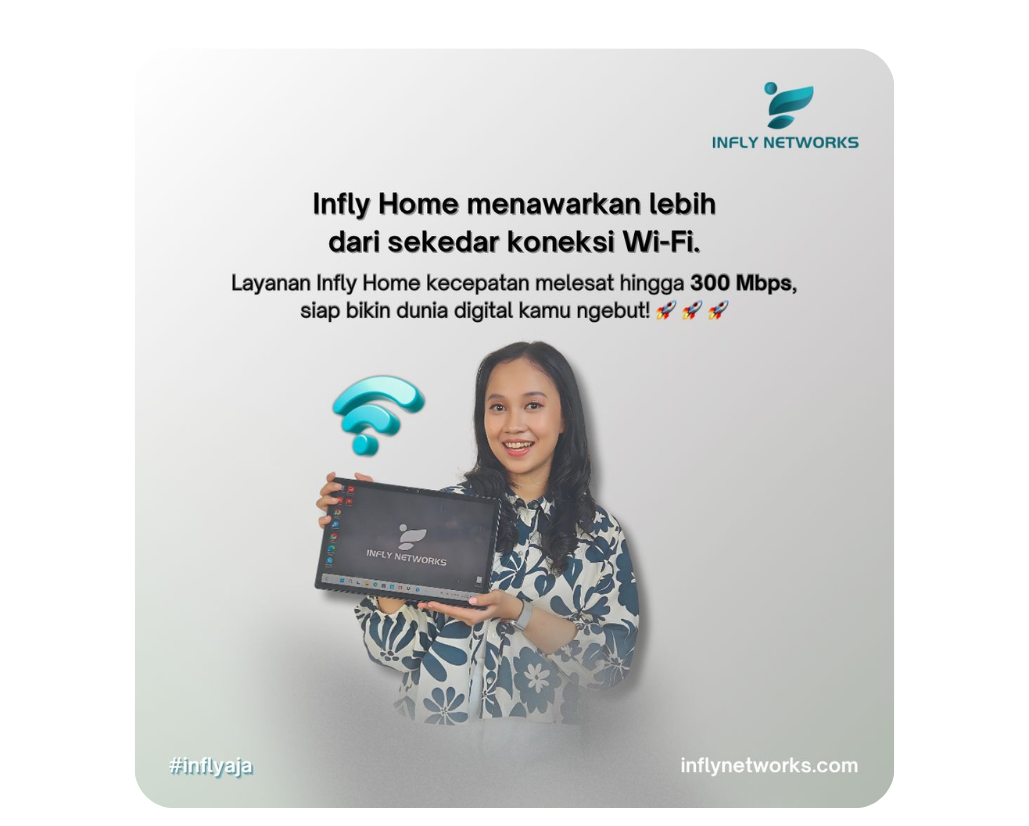 INFLY NETWORKS
Infly Home menawarkan lebih
dari sekedar koneksi Wi-Fi.
Layanan Infly Home kecepatan melesat hingga 300 Mbps,
siap bikin dunia digital kamu ngebut! 🚀 🚀 🚀
INFLY NETWORKS
#inflyaja
inflynetworks.com